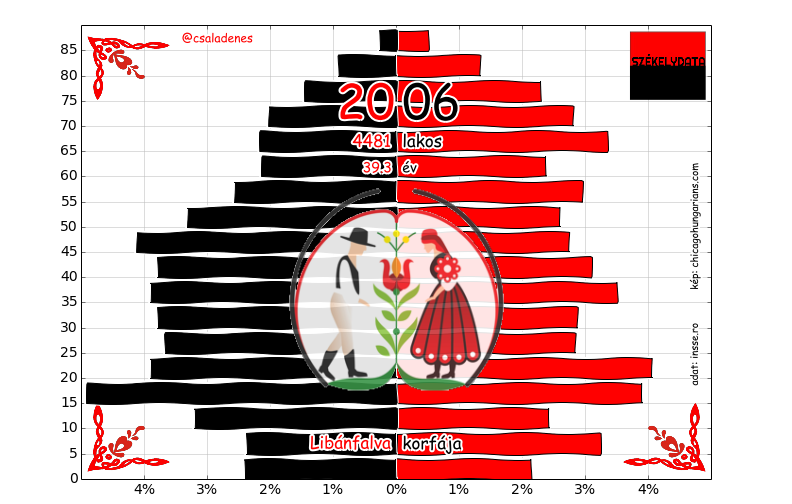 @csaladenes
SZÉKELYDATA
2006
4481 lakos
39.3 év
kép: chicagohungarians.com
adat: insse.ro
Libánfalva korfája
85
80
75
70
65
60
55
50
45
40
35
30
25
20
15
10
5
0
4% 3% 2% 1% 0% 1% 2% 3% 4%